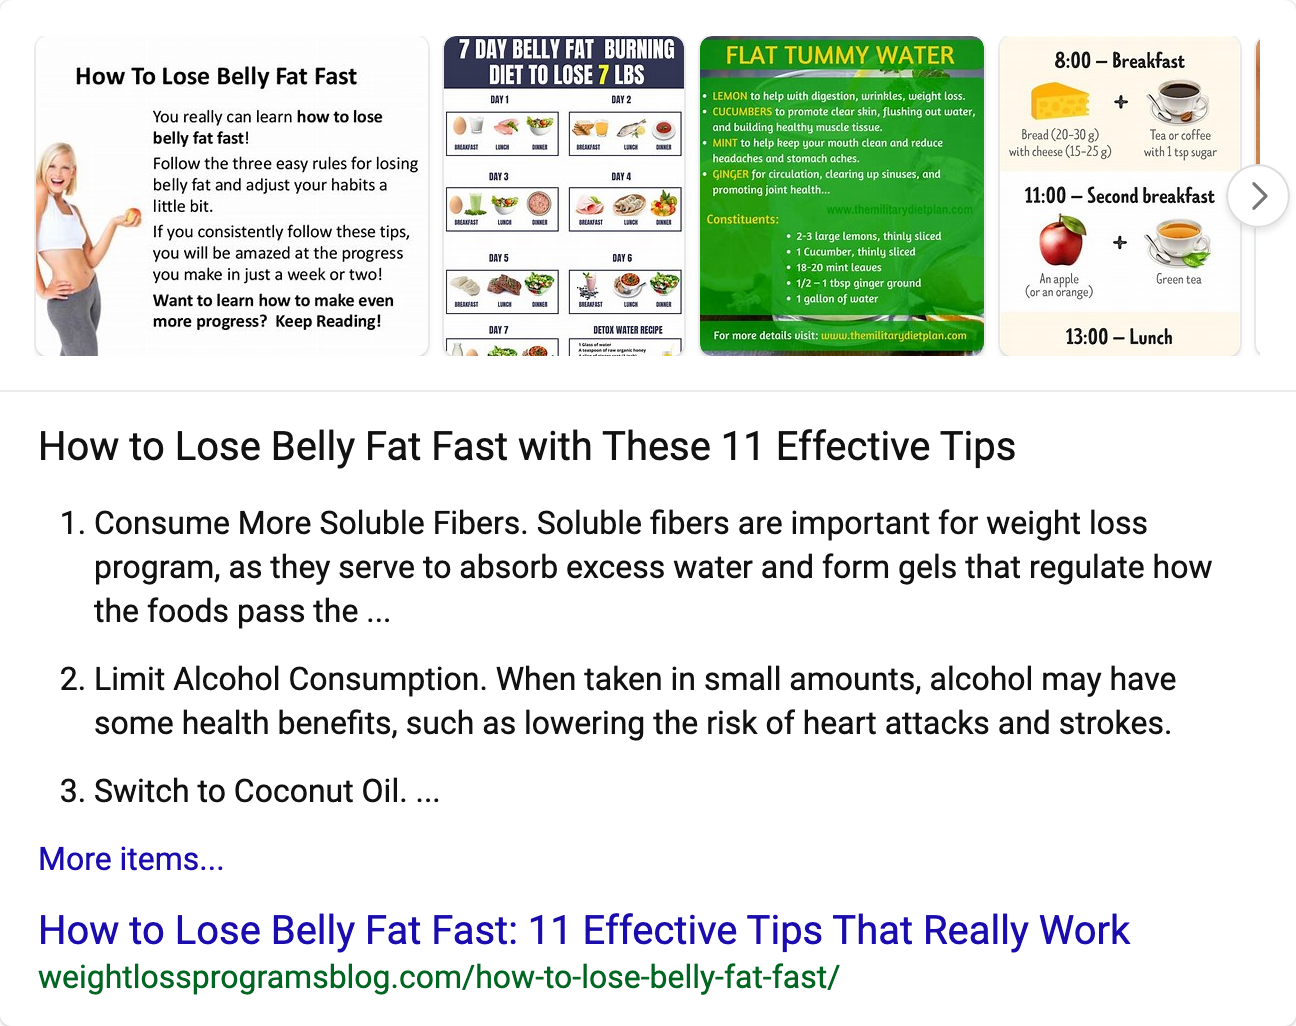 How To Lose Belly Fat Fast
You really can learn how to lose
belly fat fast!
Follow the three easy rules for losing
belly fat and adjust your habits a
little bit.
If you consistently follow these tips,
you will be amazed at the progress
you make in just a week or two!
Want to learn how to make even
more progress?  Keep Reading!
7 DAY BELLY FAT BURNING
DIET TO LOSE 7 LBS
DAY 1
DAY 2
BREAKFAST LUNCH DINNER
BREAKFAST LUNCH DINNER
DAY 3
DAY 4
BREAKFAST LUNCH DINNER
BREAKFAST LUNCH DINNER
DAY 5
DAY 6
BREAKFAST LUNCH DINNER
BREAKFAST LUNCH DINNER
DAY 7
DETOX WATER RECIPE
1 Glass of water
A teaspoon of raw organic honey
FLAT TUMMY WATER
• LEMON to help with digestion, wrinkles, weight loss.
• CUCUMBERS to promote clear skin, flushing out water,
and building healthy muscle tissue.
• MINT to help keep your mouth clean and reduce
headaches and stomach aches.
• GINGER for circulation, clearing up sinuses, and
promoting joint health...
www.themilitarydietplan.com
Constituents:
• 2-3 large lemons, thinly sliced
• 1 Cucumber, thinly sliced
• 18-20 mint leaves
• 1/2 – 1 tbsp ginger ground
• 1 gallon of water
For more details visit: www.themilitarydietplan.com
8:00 – Breakfast
+
Bread (20-30 g)
with cheese (15-25 g)
Tea or coffee
with 1 tsp sugar
11:00 – Second breakfast
+
An apple
(or an orange)
Green tea
13:00 – Lunch
How to Lose Belly Fat Fast with These 11 Effective Tips
1. Consume More Soluble Fibers. Soluble fibers are important for weight loss
program, as they serve to absorb excess water and form gels that regulate how
the foods pass the ...
2. Limit Alcohol Consumption. When taken in small amounts, alcohol may have
some health benefits, such as lowering the risk of heart attacks and strokes.
3. Switch to Coconut Oil. ...
More items...
How to Lose Belly Fat Fast: 11 Effective Tips That Really Work
weightlossprogramsblog.com/how-to-lose-belly-fat-fast/